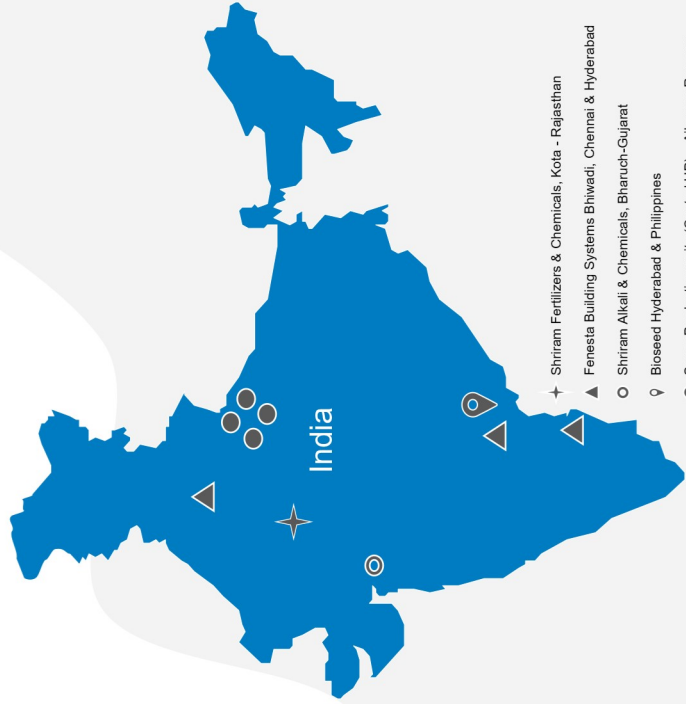 India
Shriram Fertilizers & Chemicals, Kota - Rajasthan
Fenesta Building Systems Bhiwadi, Chennai & Hyderabad
Shriram Alkali & Chemicals, Bharuch-Gujarat
Bioseed Hyderabad & Philippines